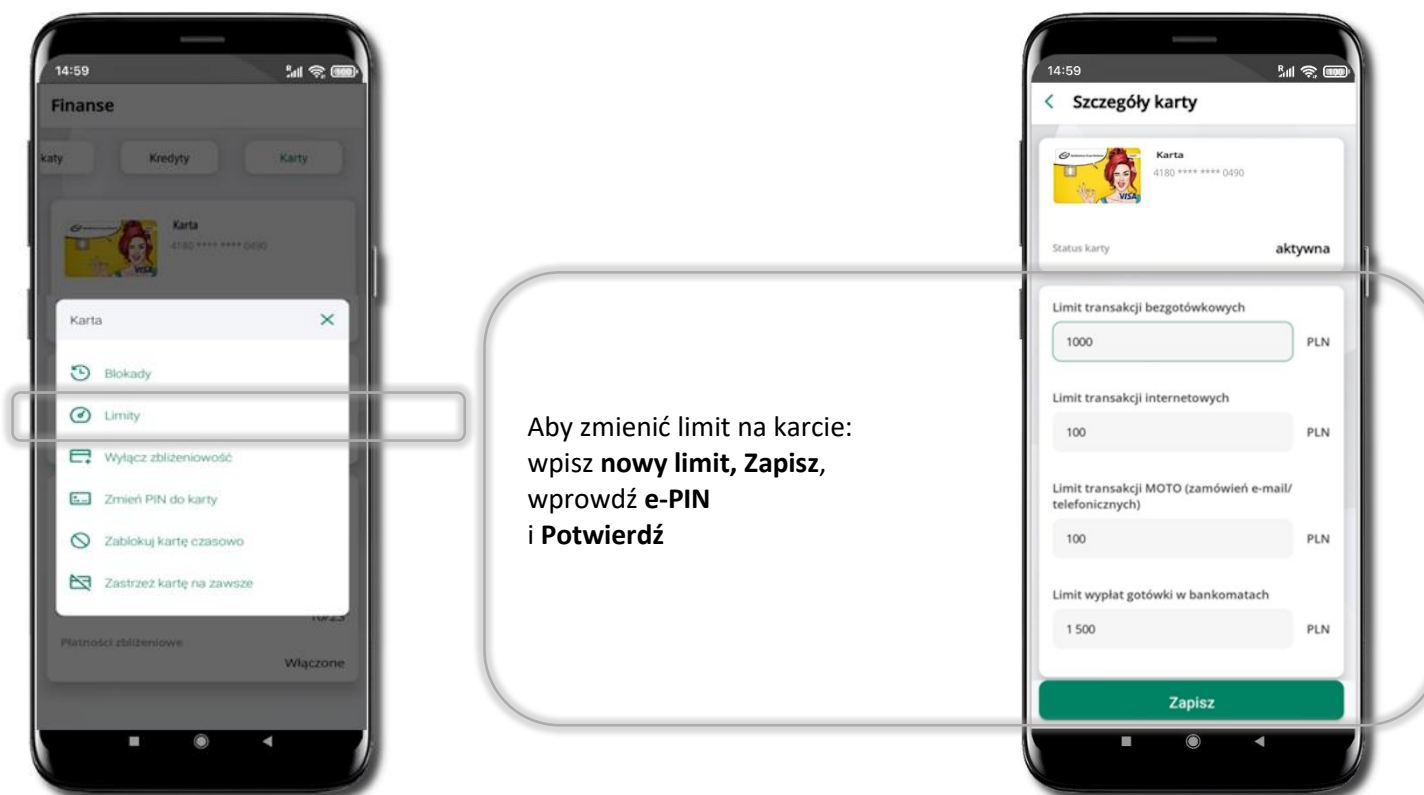 14:59
Finanse
katy
Kredyty
Karty
Karta
4180 **** **** 0490
VISA
Karta
Blokady
Limity
Wyłącz zbliżeniowość
Zmień PIN do karty
Zablokuj kartę czasowo
Zastrzeż kartę na zawsze
10/25
Płatności zbliżeniowe
Włączone
Aby zmienić limit na karcie:
wpisz nowy limit, Zapisz,
wprowdź e-PIN
i Potwierdź
14:59
Szczegóły karty
Karta
4180 **** **** 0490
VISA
Status karty
aktywna
Limit transakcji bezgotówkowych
1000 PLN
Limit transakcji internetowych
100 PLN
Limit transakcji MOTO (zamówień e-mail/
telefonicznych)
100 PLN
Limit wypłat gotówki w bankomatach
1 500 PLN
Zapisz